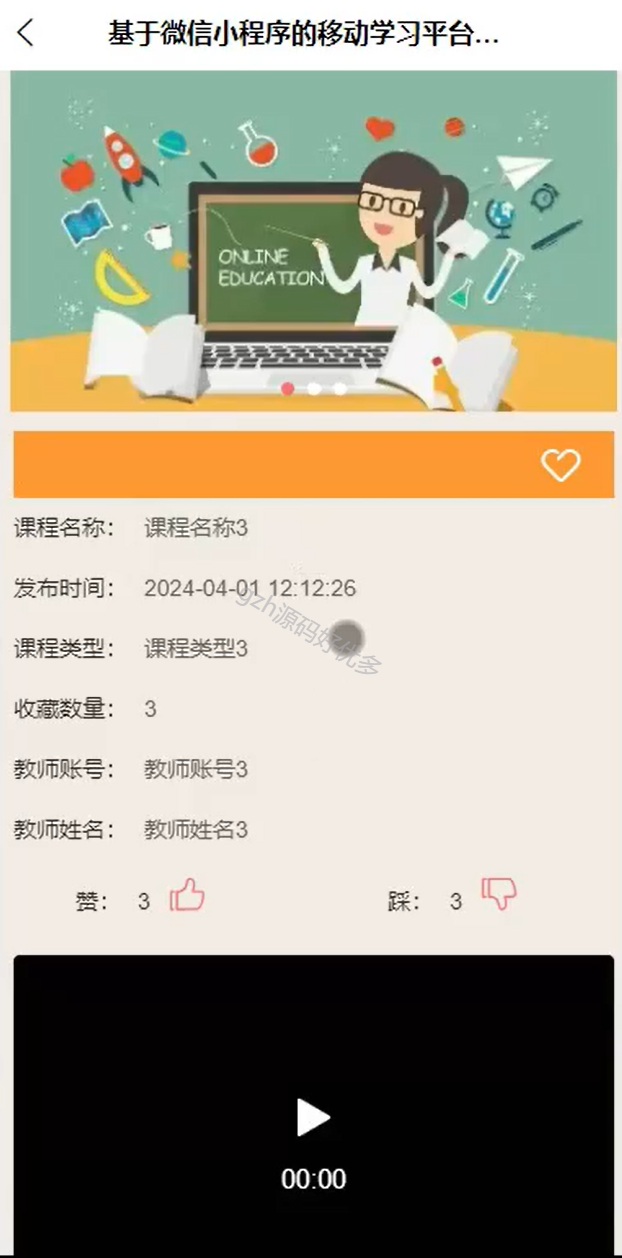 基于微信小程序的移动学习平台...
ONLINE
EDUCATION
课程名称： 课程名称3
发布时间： 2024-04-01 12:12:26
gzh源码好优多
课程类型： 课程类型3
收藏数量： 3
教师账号： 教师账号3
教师姓名： 教师姓名3
赞： 3 踩： 3
00:00